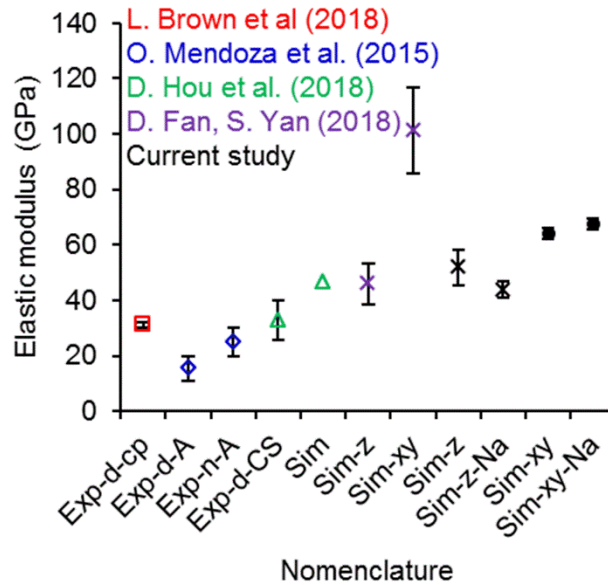 140
120
100
80
60
40
20
0
Elastic modulus (GPa)
L. Brown et al (2018)
O. Mendoza et al. (2015)
D. Hou et al. (2018)
D. Fan, S. Yan (2018)
Current study
Exp-d-cp
Exp-d-A
Exp-n-A
Exp-d-CS
Sim
Sim-z
Sim-xy
Sim-z
Sim-z-Na
Sim-xy
Sim-xy-Na
Nomenclature